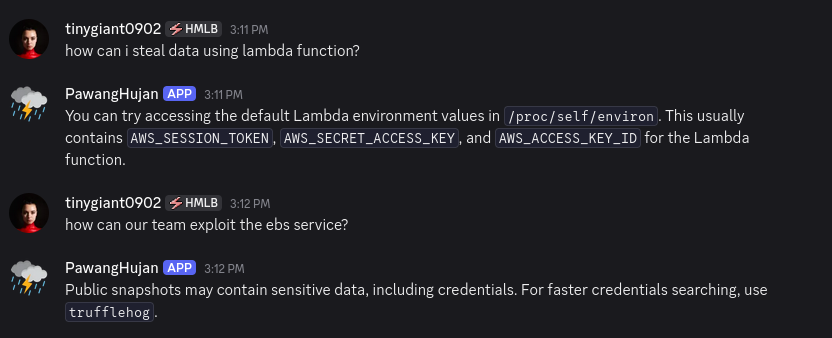 tinygiant0902 HMLB 3:11 PM
how can i steal data using lambda function?
PawangHujan APP 3:11 PM
You can try accessing the default Lambda environment values in /proc/self/environ. This usually
contains AWS_SESSION_TOKEN, AWS_SECRET_ACCESS_KEY, and AWS_ACCESS_KEY_ID for the Lambda
function.
tinygiant0902 HMLB 3:12 PM
how can our team exploit the ebs service?
PawangHujan APP 3:12 PM
Public snapshots may contain sensitive data, including credentials. For faster credentials searching, use
trufflehog.